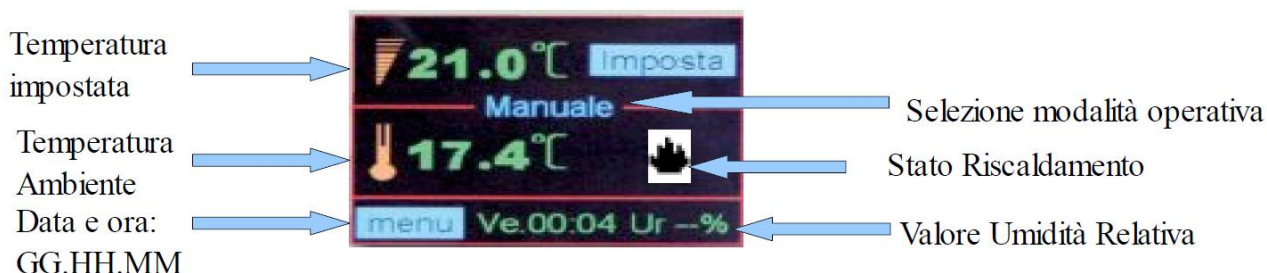 Temperatura
impostata
Temperatura
Ambiente
Data e ora:
GG.HH.MM
21.0°C Imposta
Manuale
17.4°C
menu Ve.00:04 Ur --%
Selezione modalità operativa
Stato Riscaldamento
Valore Umidità Relativa